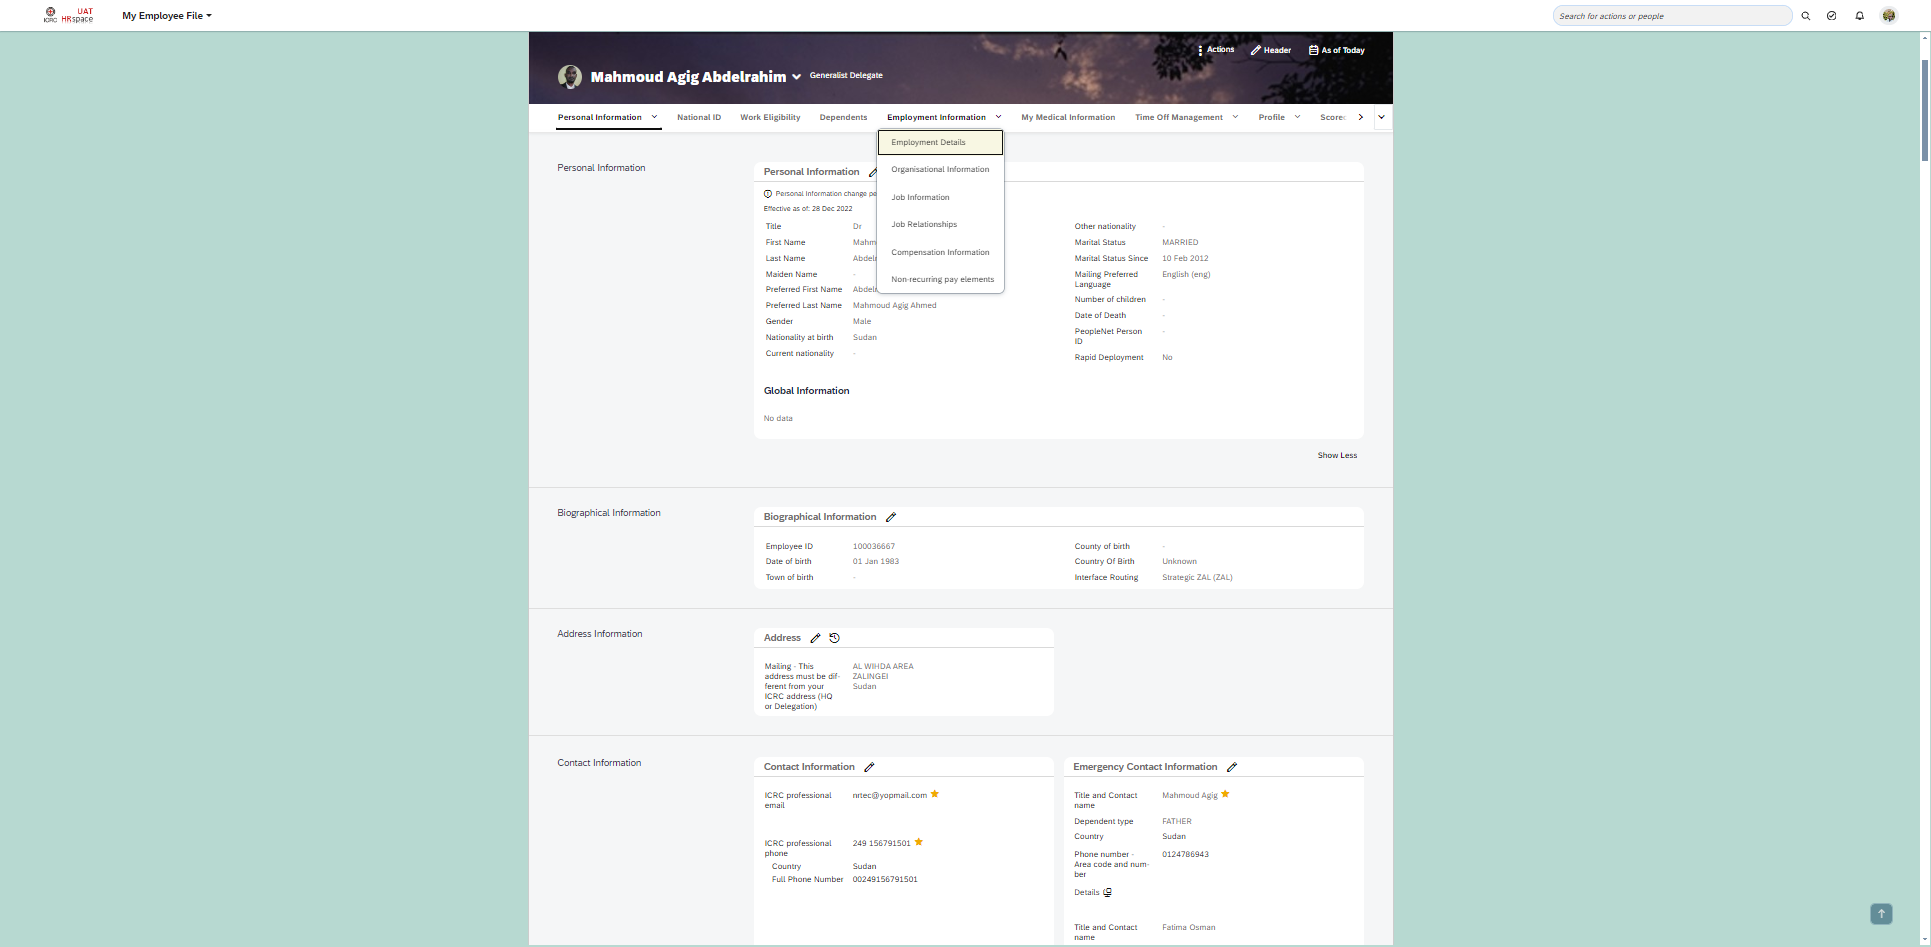 ICRC UAT HRspace
My Employee File
Search for actions or people
Actions Header As of Today
Mahmoud Agig Abdelrahim Generalist Delegate
Personal Information National ID Work Eligibility Dependents Employment Information My Medical Information Time Off Management Profile
Employment Details
Organisational Information
Job Information
Job Relationships
Compensation Information
Non-recurring pay elements
Personal Information
Personal Information
Personal Information change
Effective as of: 28 Dec 2022
Title Dr
First Name
Last Name
Maiden Name -
Preferred First Name
Preferred Last Name Mahmoud Agig Ahmed
Gender Male
Nationality at birth Sudan
Current nationality -
Other nationality -
Marital Status MARRIED
Marital Status Since 10 Feb 2012
Mailing Preferred English (eng)
Language
Number of children -
Date of Death -
PeopleNet Person -
ID
Rapid Deployment No
Global Information
No data
Show Less
Biographical Information
Biographical Information
Employee ID 100036667
Date of birth 01 Jan 1983
Town of birth -
County of birth -
Country Of Birth Unknown
Interface Routing Strategic ZAL (ZAL)
Address Information
Address
Mailing - This AL WIHDA AREA
address must be dif- ZALINGEI
ferent from your Sudan
ICRC address (HQ
or Delegation)
Contact Information
Contact Information
ICRC professional nrtec@yopmail.com
email
ICRC professional 249 156791501
phone
Country Sudan
Full Phone Number 00249156791501
Emergency Contact Information
Title and Contact Mahmoud Agig
name
Dependent type FATHER
Country Sudan
Phone number - 0124786943
Area code and num-
ber
Details
Title and Contact Fatima Osman
name